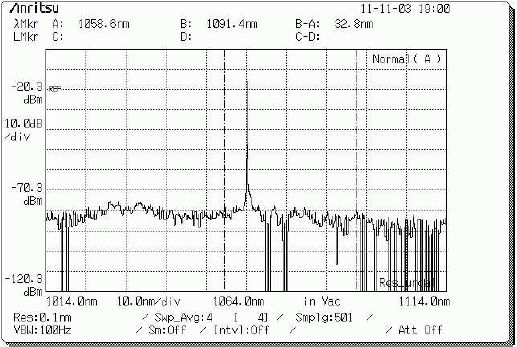 Anritsu 11-11-03 19:00
λMkr A: 1058.6nm B: 1091.4nm B-A: 32.8nm
LMkr C: D: C-D:
Normal(A)
-20.3 REF
dBm
10.0dB
/div
-70.3
dBm
-120.3 Res_uncal
dBm
1014.0nm 10.0nm/div 1064.0nm in Vac 1114.0nm
Res:0.1nm / Swp_Avg:4 [ 4] / Smplg:501 /
VBW:100Hz / Sm:Off / Intvl:Off / / Att Off